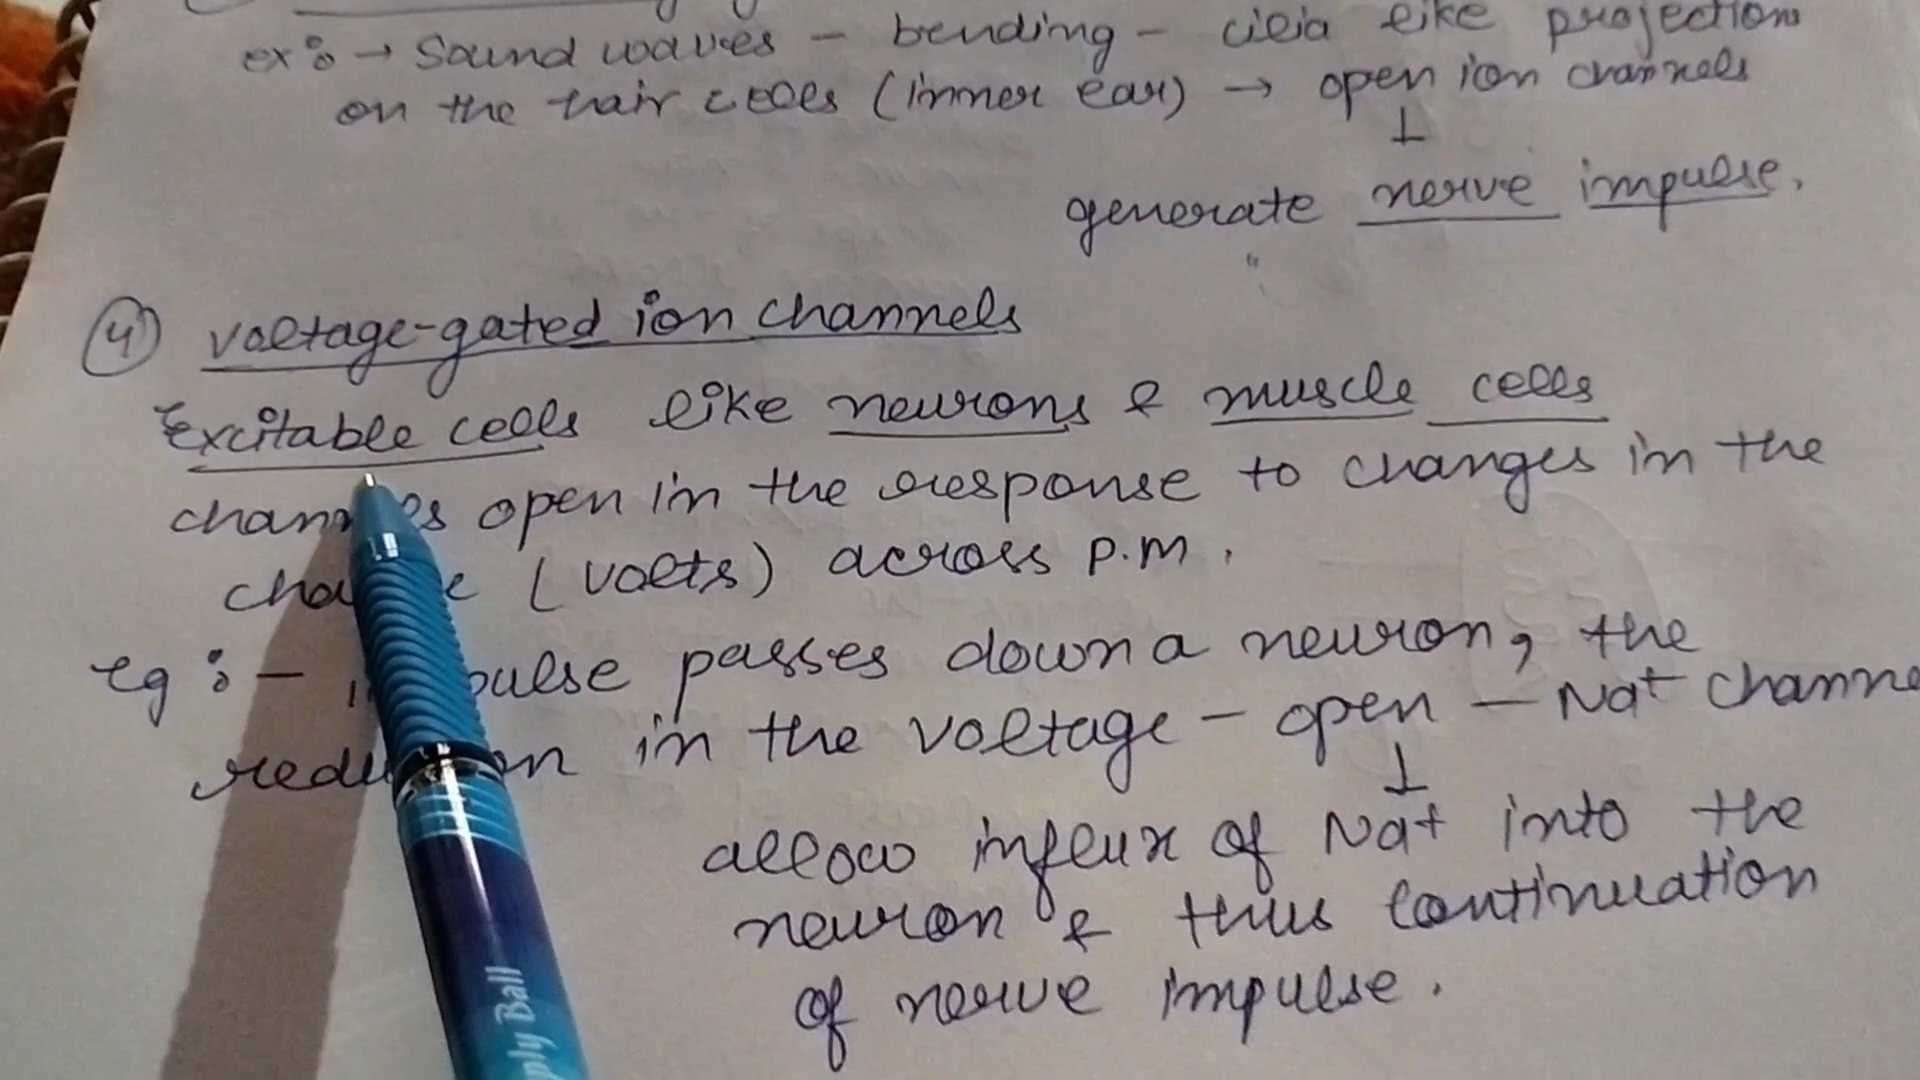 ex:→ Sound waves - bending - cilia like projections
on the hair cells (inner ear) → open ion channels
↓
generate nerve impulse.
④ voltage-gated ion channels
Excitable cells like neurons & muscle cells
open in the response to changes in the
(volts) across p.m.
eg :- passes down a neuron, the
in the voltage - open - Na+
↓
allow influx of Na+ into the
neuron & thus continuation
of nerve impulse.
Ball